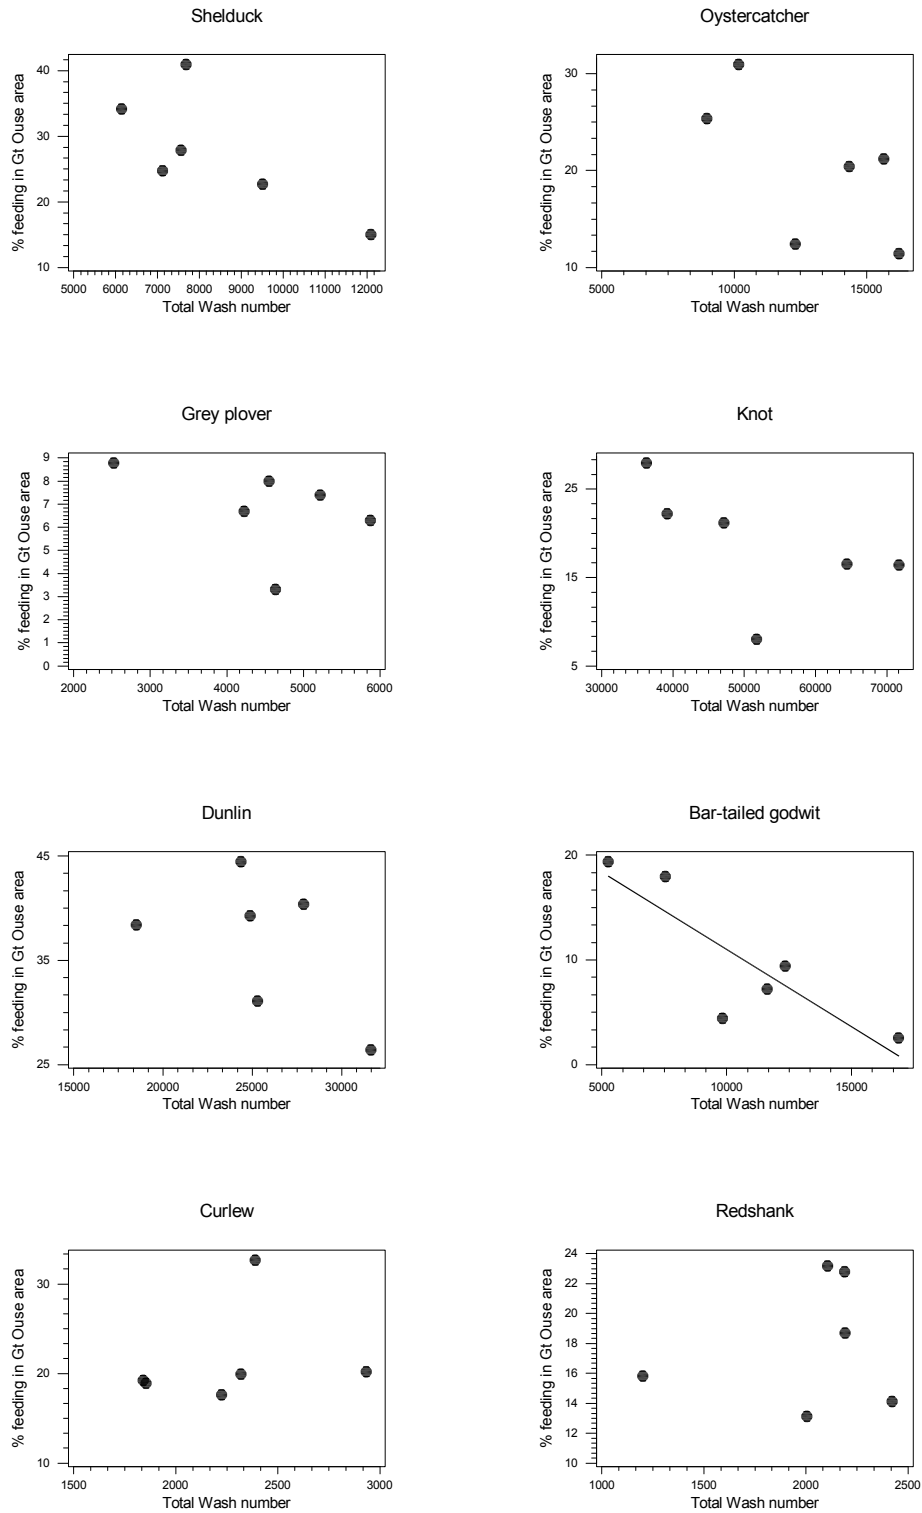 Shelduck
% feeding in Gt Ouse area
40
30
20
10
5000 6000 7000 8000 9000 10000 11000 12000
Total Wash number
Oystercatcher
% feeding in Gt Ouse area
30
20
10
5000 10000 15000
Total Wash number
Grey plover
% feeding in Gt Ouse area
9
8
7
6
5
4
3
2
1
0
2000 3000 4000 5000 6000
Total Wash number
Knot
% feeding in Gt Ouse area
25
15
5
30000 40000 50000 60000 70000
Total Wash number
Dunlin
% feeding in Gt Ouse area
45
35
25
15000 20000 25000 30000
Total Wash number
Bar-tailed godwit
% feeding in Gt Ouse area
20
10
0
5000 10000 15000
Total Wash number
Curlew
% feeding in Gt Ouse area
30
20
10
1500 2000 2500 3000
Total Wash number
Redshank
% feeding in Gt Ouse area
24
22
20
18
16
14
12
10
1000 1500 2000 2500
Total Wash number